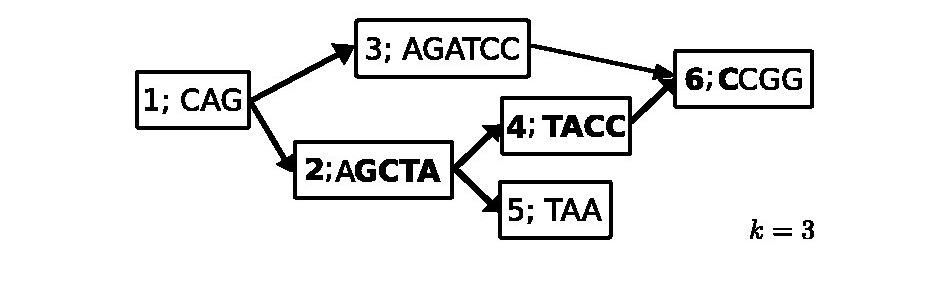 3; AGATCC
6; CCGG
1; CAG
4; TACC
2; AGCTA
5; TAA
k = 3